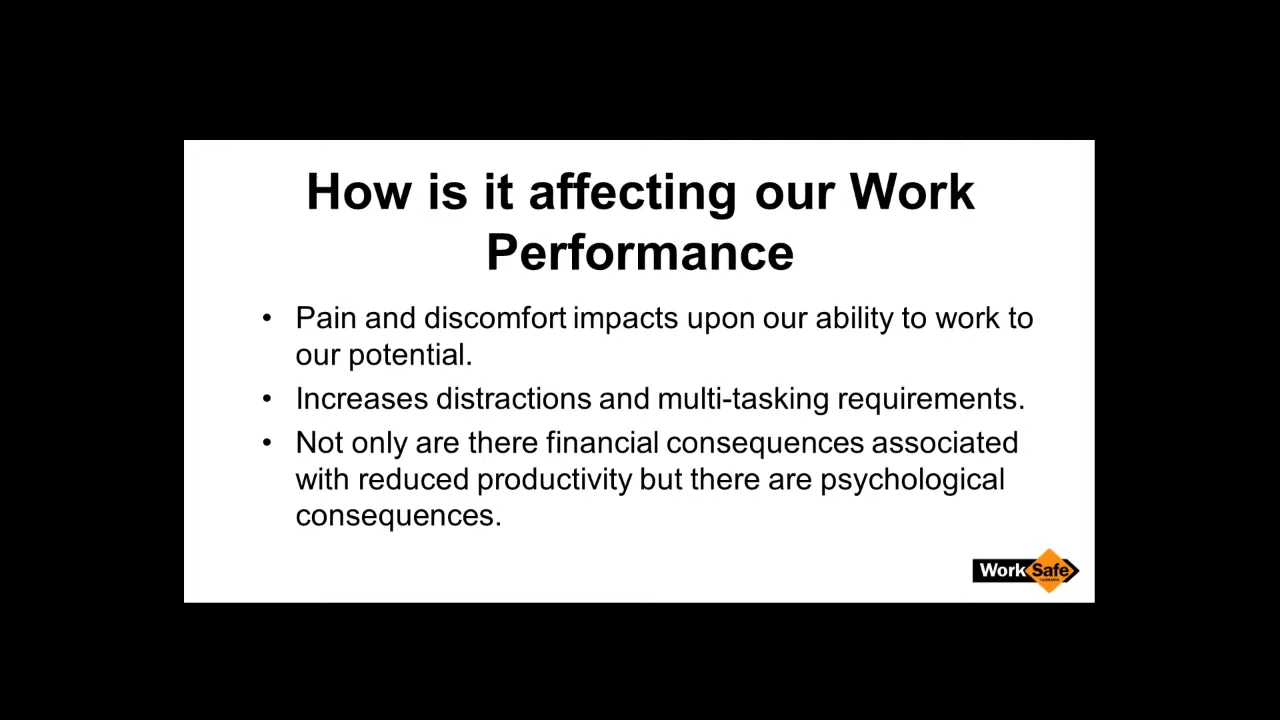 How is it affecting our Work
Performance
• Pain and discomfort impacts upon our ability to work to
our potential.
• Increases distractions and multi-tasking requirements.
• Not only are there financial consequences associated
with reduced productivity but there are psychological
consequences.
WorkSafe
TASMANIA